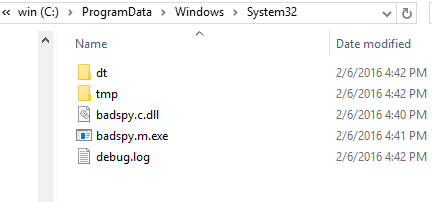 « win (C:) > ProgramData > Windows > System32
Name Date modified
dt 2/6/2016 4:42 PM
tmp 2/6/2016 4:42 PM
badspy.c.dll 2/6/2016 4:40 PM
badspy.m.exe 2/6/2016 4:41 PM
debug.log 2/6/2016 4:42 PM